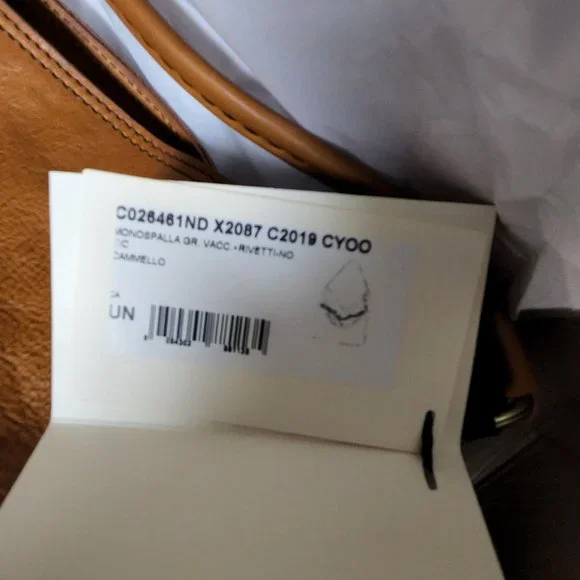 C026461ND X2087 C2019 CYOO
MONOSPALLA GR. VACC.+RIVETTI-NO
CAMMELLO
UN